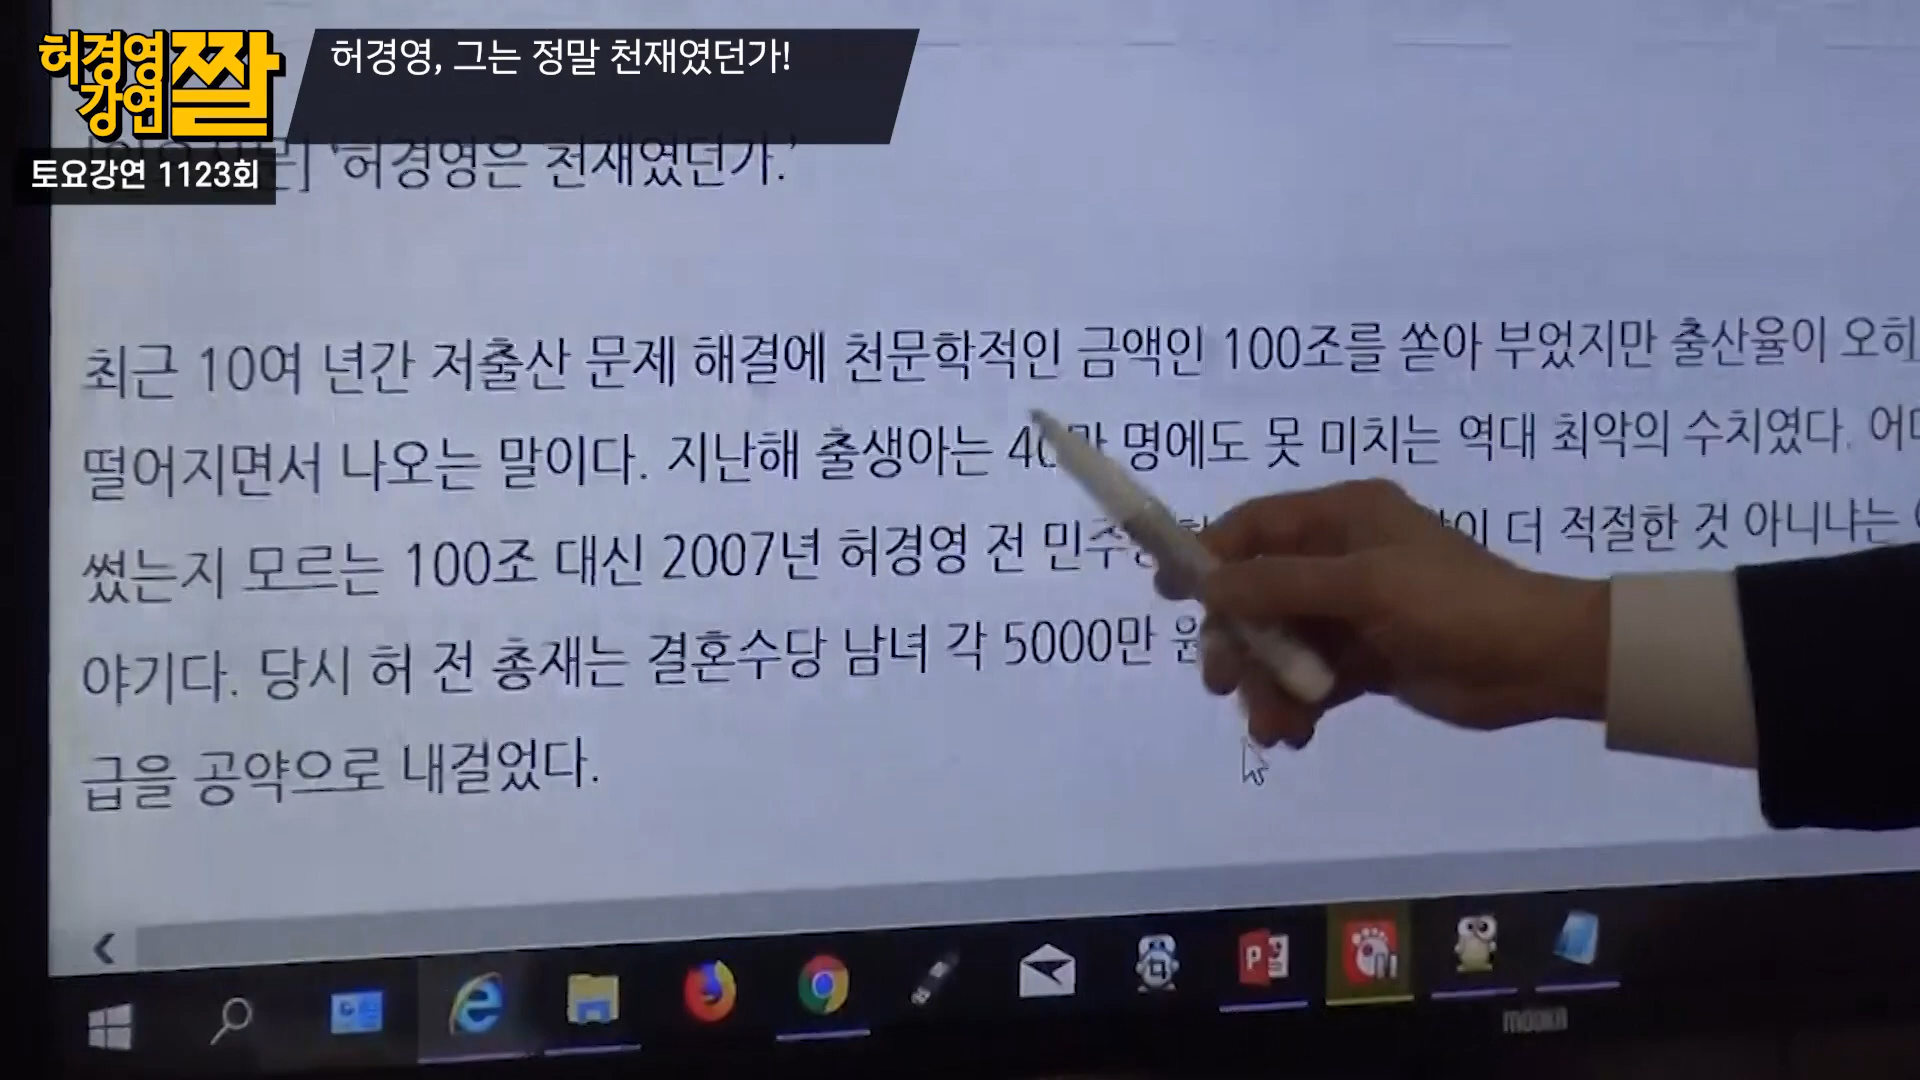 허경영
강연
짤
허경영, 그는 정말 천재였던가!
토요강연 1123회
문] '허경영은 천재였던가.'
최근 10여 년간 저출산 문제 해결에 천문학적인 금액인 100조를 쏟아 부었지만 출산율이 오히
떨어지면서 나오는 말이다. 지난해 출생아는 명에도 못 미치는 역대 최악의 수치였다.
썼는지 모르는 100조 대신 2007년 허경영 전 더 적절한 것 아니냐는
야기다. 당시 허 전 총재는 결혼수당 남녀 각 5000만
급을 공약으로 내걸었다.